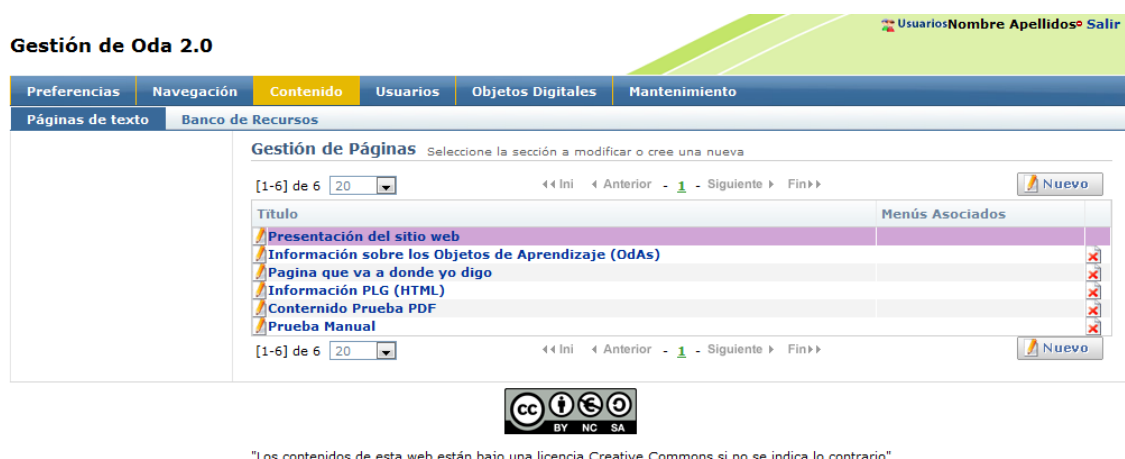 UsuariosNombre Apellidos Salir
Gestión de Oda 2.0
Preferencias Navegación Contenido Usuarios Objetos Digitales Mantenimiento
Páginas de texto Banco de Recursos
Gestión de Páginas Seleccione la sección a modificar o cree una nueva
[1-6] de 6 20 Ini Anterior - 1 - Siguiente Fin Nuevo
Título Menús Asociados
Presentación del sitio web
Información sobre los Objetos de Aprendizaje (OdAs)
Pagina que va a donde yo digo
Información PLG (HTML)
Conternido Prueba PDF
Prueba Manual
[1-6] de 6 20 Ini Anterior - 1 - Siguiente Fin Nuevo
cc BY NC SA
"Los contenidos de esta web están bajo una licencia Creative Commons si no se indica lo contrario"